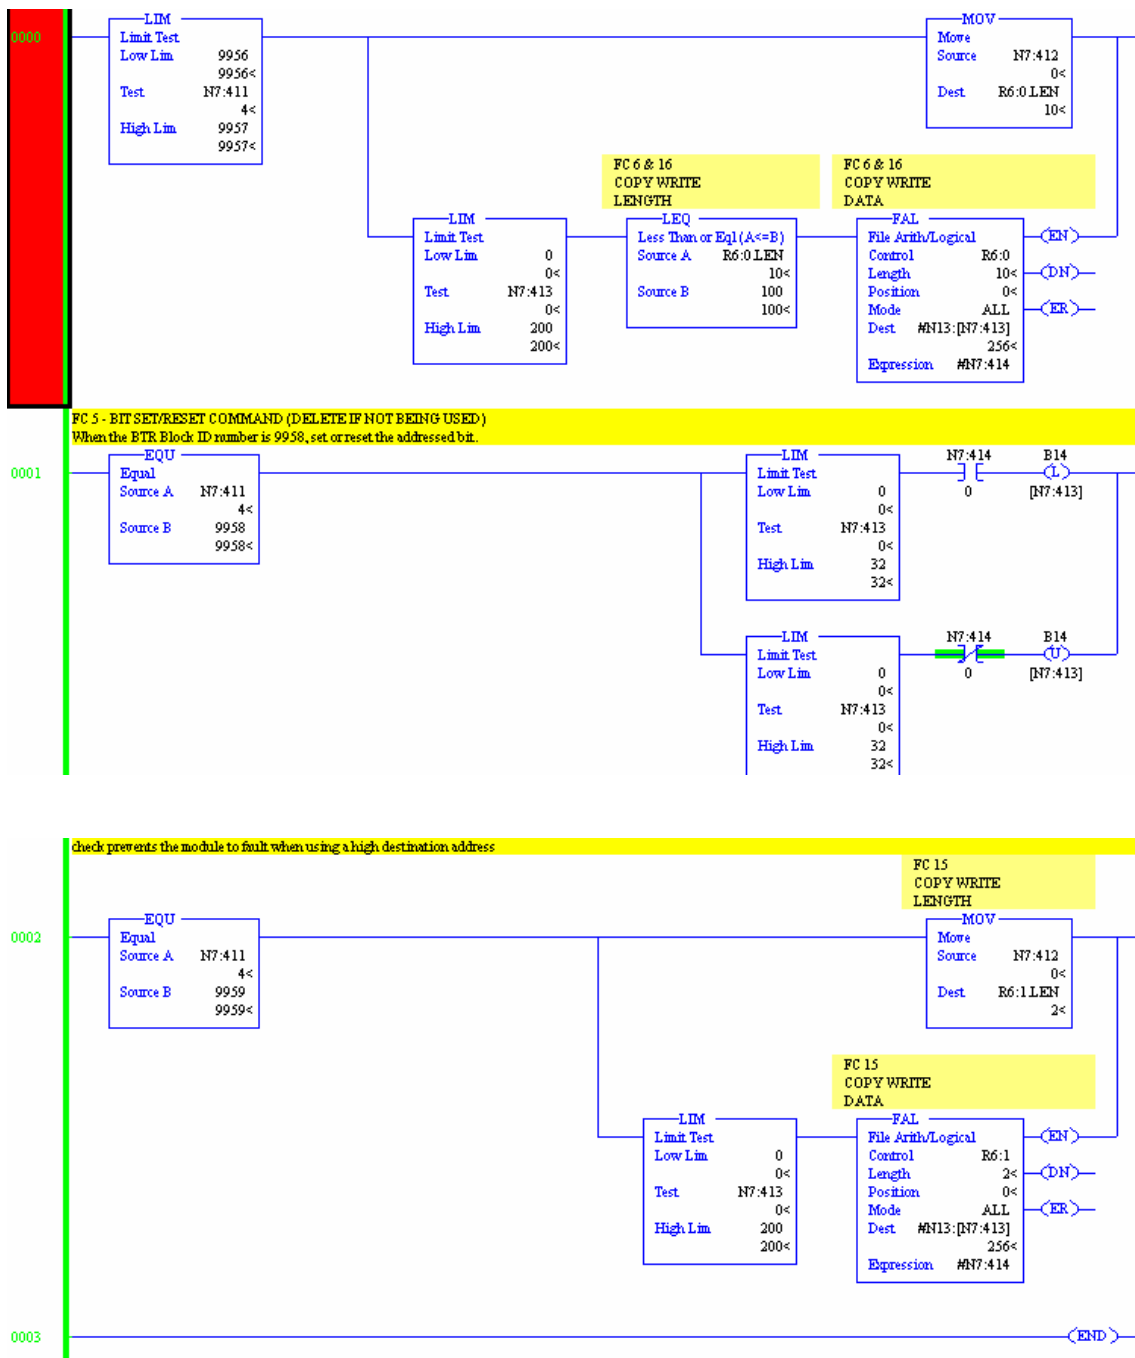 LIM
MOV
0000
Limit Test
Move
Low Lim 9956
Source N7:412
9956<
0<
Test N7:411
Dest R6:0.LEN
4<
10<
High Lim 9957
9957<
FC 6 & 16
COPY WRITE
LENGTH
FC 6 & 16
COPY WRITE
DATA
LIM
Limit Test
Low Lim 0
0<
Test N7:413
0<
High Lim 200
200<
LEQ
Less Than or Eql (A<=B)
Source A R6:0.LEN
10<
Source B 100
100<
FAL
File Arith/Logical
Control R6:0
Length 10<
Position 0<
Mode ALL
Dest #N13:[N7:413]
256<
Expression #N7:414
EN
DN
ER
FC 5 - BIT SET/RESET COMMAND (DELETE IF NOT BEING USED)
When the BTR Block ID number is 9958, set or reset the addressed bit.
0001
EQU
Equal
Source A N7:411
4<
Source B 9958
9958<
LIM
Limit Test
Low Lim 0
0<
Test N7:413
0<
High Lim 32
32<
N7:414
0
B14
L
[N7:413]
LIM
Limit Test
Low Lim 0
0<
Test N7:413
0<
High Lim 32
32<
N7:414
0
B14
U
[N7:413]
check prevents the module to fault when using a high destination address
FC 15
COPY WRITE
LENGTH
0002
EQU
Equal
Source A N7:411
4<
Source B 9959
9959<
MOV
Move
Source N7:412
0<
Dest R6:1.LEN
2<
FC 15
COPY WRITE
DATA
LIM
Limit Test
Low Lim 0
0<
Test N7:413
0<
High Lim 200
200<
FAL
File Arith/Logical
Control R6:1
Length 2<
Position 0<
Mode ALL
Dest #N13:[N7:413]
256<
Expression #N7:414
EN
DN
ER
0003
END